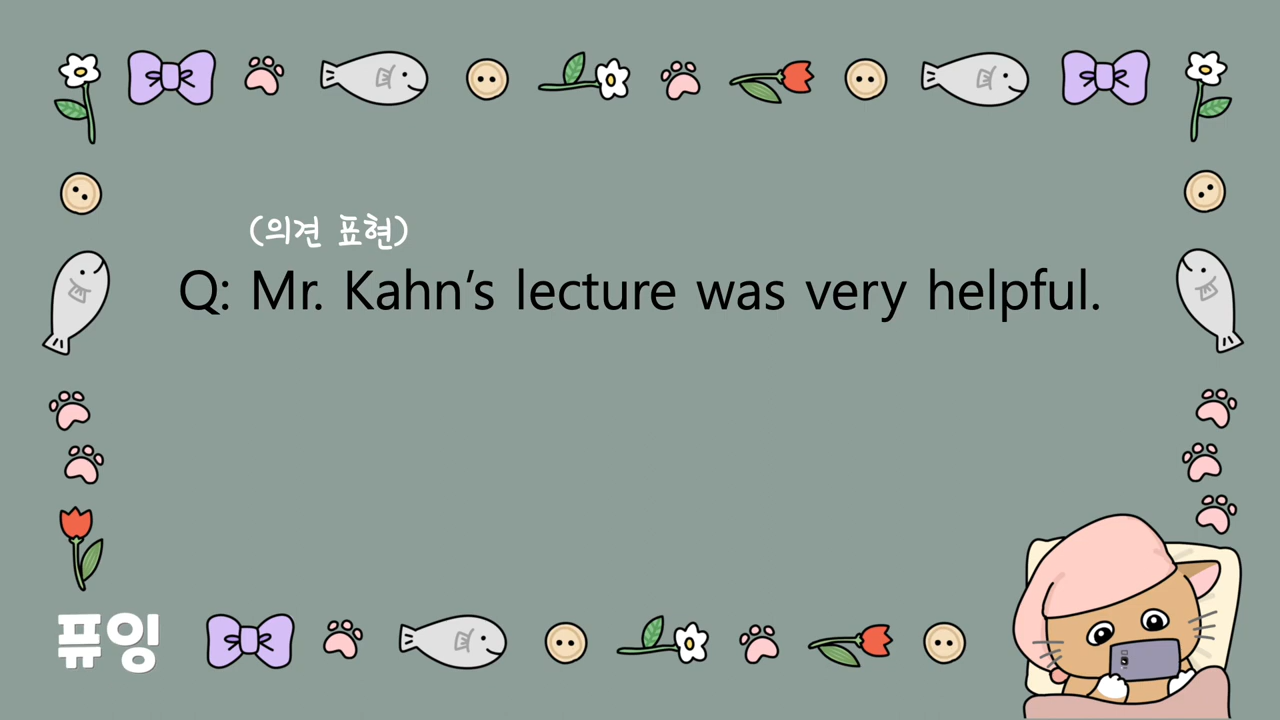 (의견 표현)
Q: Mr. Kahn’s lecture was very helpful.
퓨잉